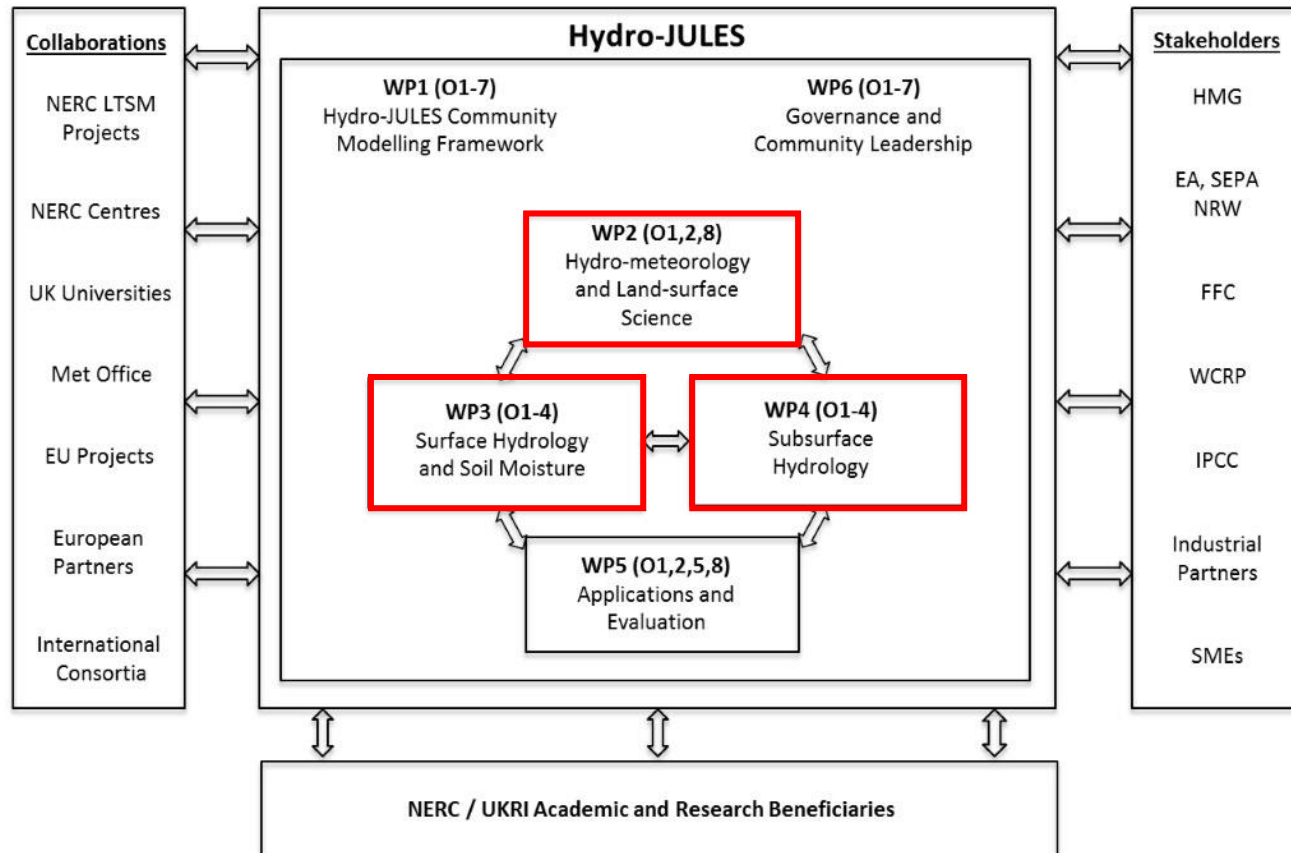 Collaborations
NERC LTSM
Projects
NERC Centres
UK Universities
Met Office
EU Projects
European
Partners
International
Consortia
Hydro-JULES
WP1 (O1-7)
Hydro-JULES Community
Modelling Framework
WP6 (O1-7)
Governance and
Community Leadership
WP2 (O1,2,8)
Hydro-meteorology
and Land-surface
Science
WP3 (O1-4)
Surface Hydrology
and Soil Moisture
WP4 (O1-4)
Subsurface
Hydrology
WP5 (O1,2,5,8)
Applications and
Evaluation
Stakeholders
HMG
EA, SEPA
NRW
FFC
WCRP
IPCC
Industrial
Partners
SMEs
NERC / UKRI Academic and Research Beneficiaries